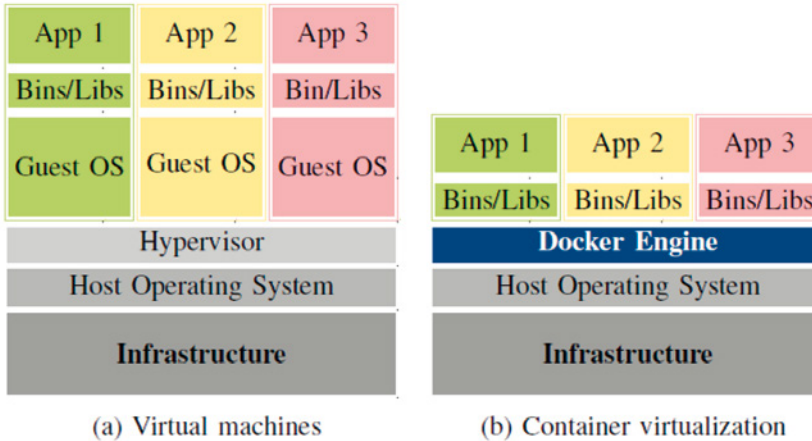 App 1 App 2 App 3
Bins/Libs Bins/Libs Bin/Libs
Guest OS Guest OS Guest OS
Hypervisor
Host Operating System
Infrastructure
(a) Virtual machines
App 1 App 2 App 3
Bins/Libs Bins/Libs Bins/Libs
Docker Engine
Host Operating System
Infrastructure
(b) Container virtualization